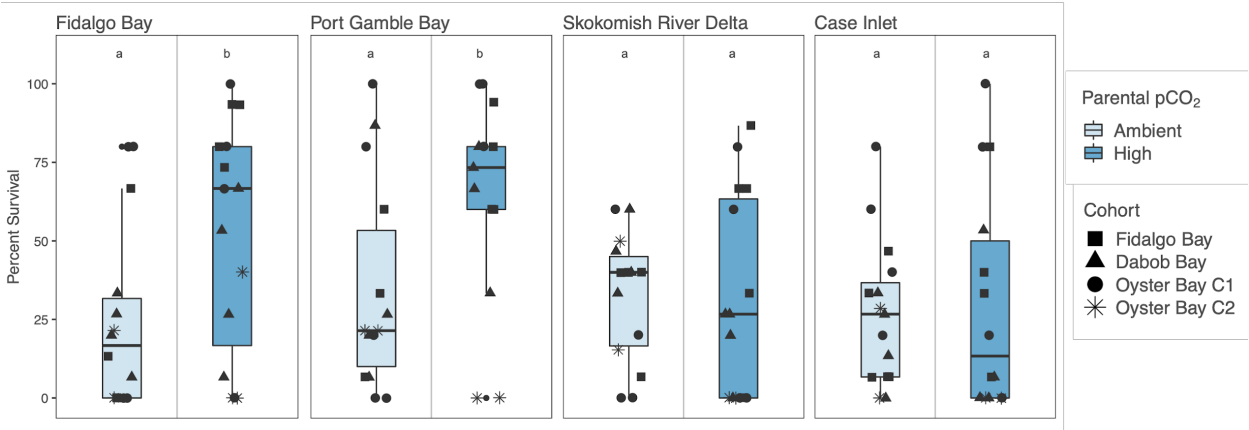 Fidalgo Bay
Port Gamble Bay
Skokomish River Delta
Case Inlet
a
b
a
b
a
a
a
a
Percent Survival
100
75
50
25
0
Parental pCO₂
Ambient
High
Cohort
Fidalgo Bay
Dabob Bay
Oyster Bay C1
Oyster Bay C2